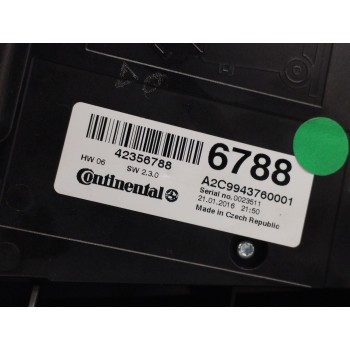 42356788
6788
HW 06
SW 2.3.0
A2C9943760001
Continental
Serial no. 0023611
21.01.2016 21:50
Made in Czech Republic